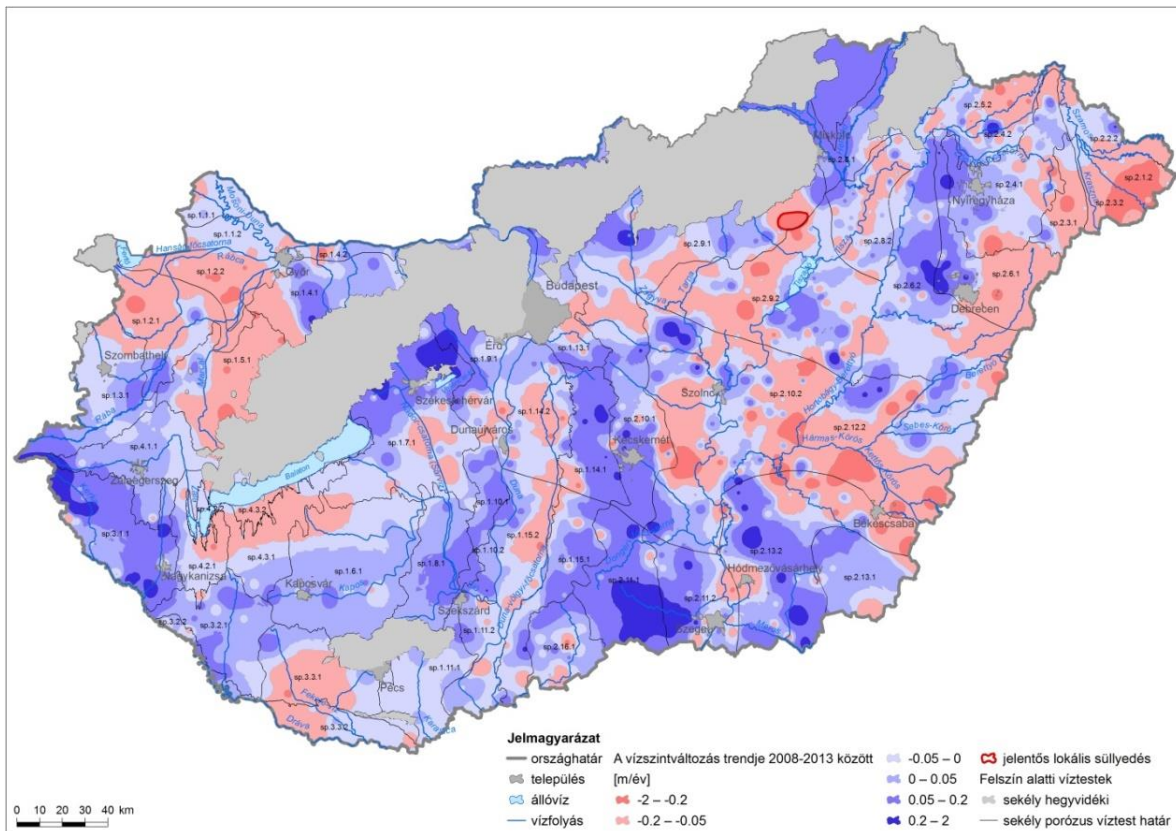 sp.1.1.1
sp.1.1.2
Hanság-főcsatorna
Rábca
Győr
sp.1.4.2
sp.1.2.2
sp.1.4.1
sp.1.2.1
Szombathely
sp.1.5.1
sp.1.3.1
Rába
sp.4.1.1
Zalaegerszeg
sp.3.1.1
Balaton
sp.4.3.2
sp.4.3.1
sp.4.2.1
Nagykanizsa
sp.1.6.1
Kaposvár
Kapos
sp.3.2.2
sp.3.2.1
sp.3.3.1
Pécs
sp.1.11.1
Dráva
sp.3.3.2
Karasica
Budapest
Érd
sp.1.9.1
Székesfehérvár
sp.1.13.1
sp.1.14.2
Dunaújváros
sp.1.7.1
sp.1.10.1
Duna
sp.1.10.2
sp.1.8.1
sp.1.15.2
Szekszárd
sp.1.11.2
sp.1.14.1
sp.1.15.1
Kecskemét
sp.2.10.1
sp.2.11.1
sp.2.11.2
sp.2.16.1
Szeged
Maros
Hódmezővásárhely
sp.2.13.2
sp.2.13.1
Békéscsaba
Szolnok
sp.2.10.2
sp.2.12.2
Hármas-Körös
Kettős-Körös
Sebes-Körös
Berettyó
Zagyva
Tarna
sp.2.9.1
sp.2.9.2
Miskolc
sp.2.8.1
sp.2.8.2
Tisza
sp.2.6.2
sp.2.6.1
Debrecen
Nyíregyháza
sp.2.4.1
sp.2.4.2
sp.2.5.2
Szamos
sp.2.2.2
sp.2.1.2
sp.2.3.2
sp.2.3.1
Kraszna
Jelmagyarázat
országhatár
település
állóvíz
vízfolyás
A vízszintváltozás trendje 2008-2013 között
[m/év]
-2 – -0.2
-0.2 – -0.05
-0.05 – 0
0 – 0.05
0.05 – 0.2
0.2 – 2
jelentős lokális süllyedés
Felszín alatti víztestek
sekély hegyvidéki
sekély porózus víztest határ
0 10 20 30 40 km